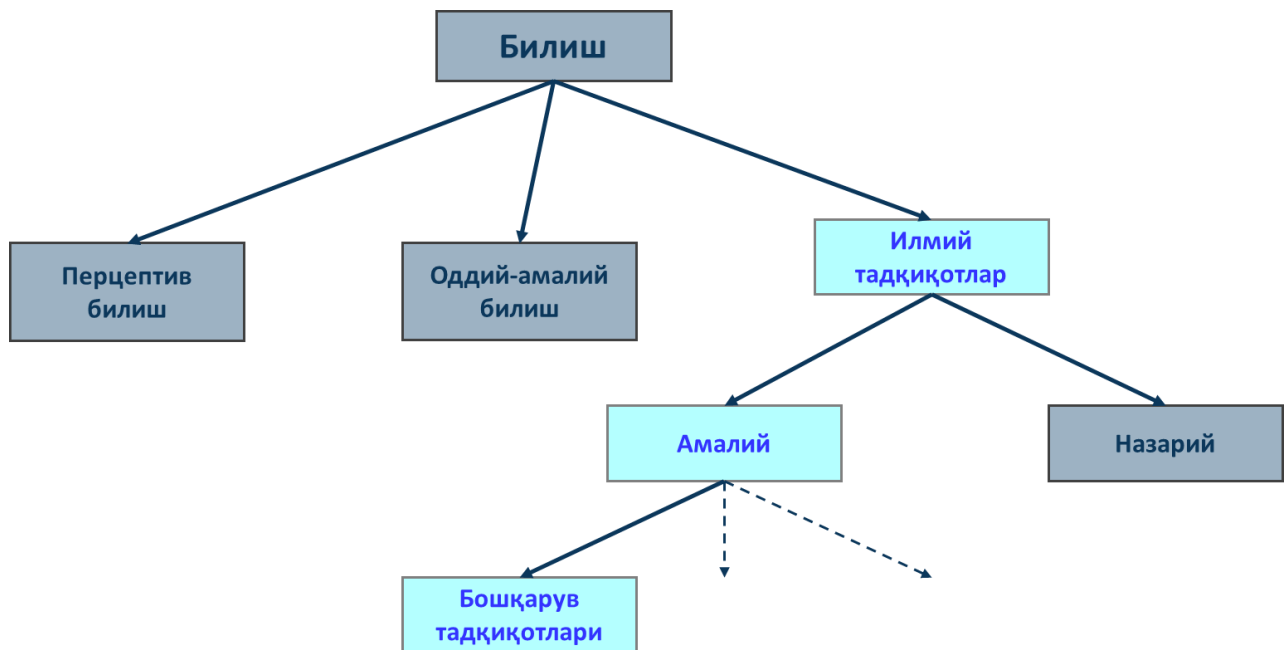 Билиш
Перцептив
билиш
Оддий-амалий
билиш
Илмий
тадқиқотлар
Амалий
Назарий
Бошқарув
тадқиқотлари